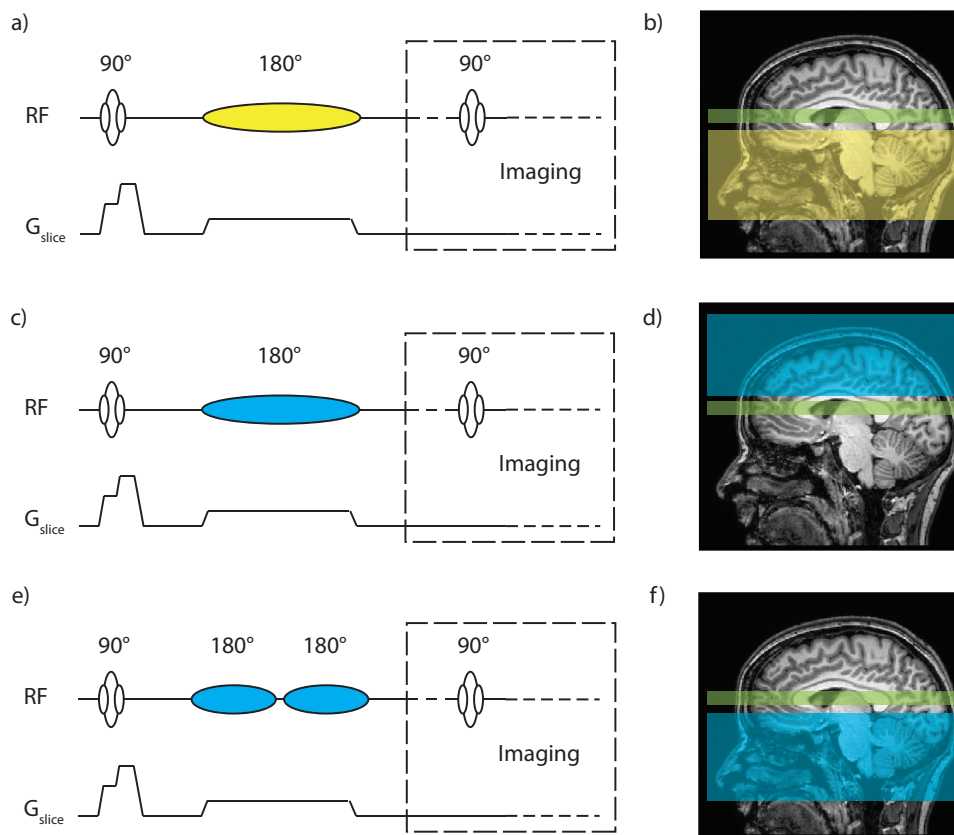 a)
b)
90° 180° 90°
RF
Imaging
Gslice
c)
d)
90° 180° 90°
RF
Imaging
Gslice
e)
f)
90° 180° 180° 90°
RF
Imaging
Gslice